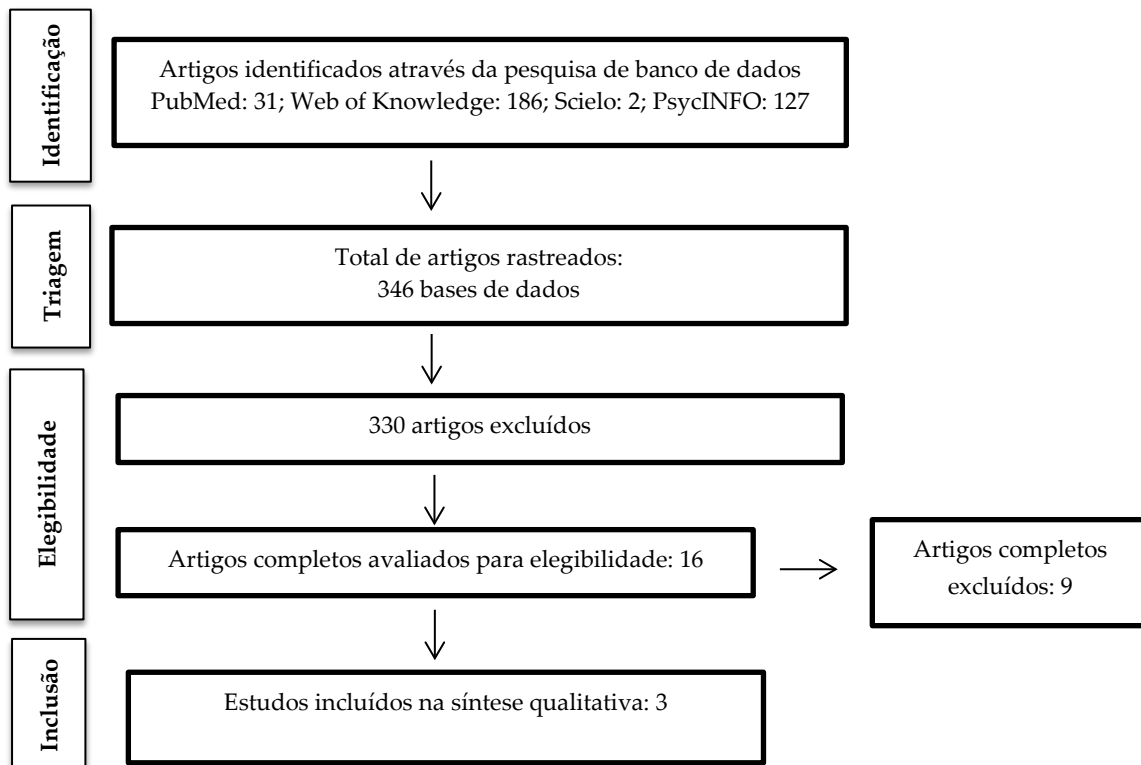 Identificação
Artigos identificados através da pesquisa de banco de dados
PubMed: 31; Web of Knowledge: 186; Scielo: 2; PsycINFO: 127
Triagem
Total de artigos rastreados:
346 bases de dados
Elegibilidade
330 artigos excluídos
Artigos completos avaliados para elegibilidade: 16
Artigos completos
excluídos: 9
Inclusão
Estudos incluídos na síntese qualitativa: 3